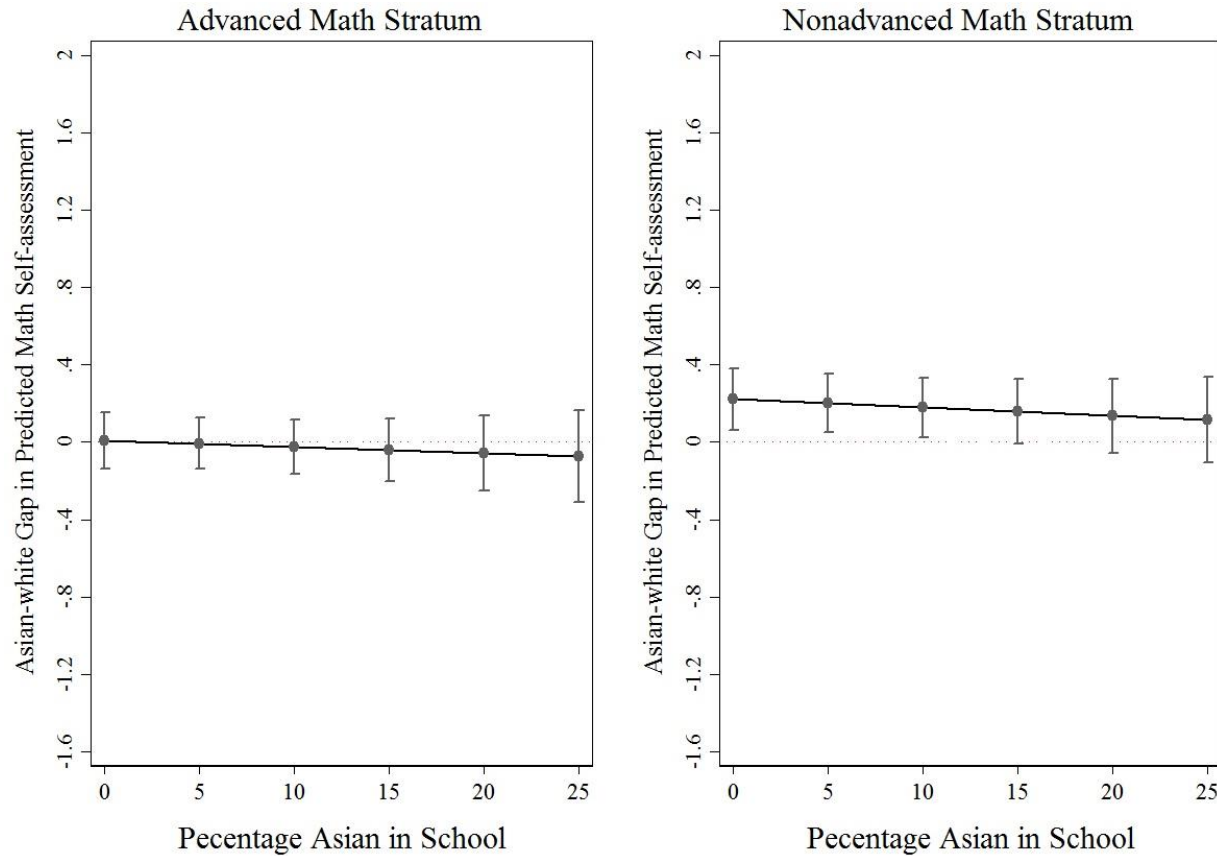 Advanced Math Stratum
Asian-white Gap in Predicted Math Self-assessment
2
1.6
1.2
.8
.4
0
-.4
-.8
-1.2
-1.6
0 5 10 15 20 25
Pecentage Asian in School
Nonadvanced Math Stratum
Asian-white Gap in Predicted Math Self-assessment
2
1.6
1.2
.8
.4
0
-.4
-.8
-1.2
-1.6
0 5 10 15 20 25
Pecentage Asian in School